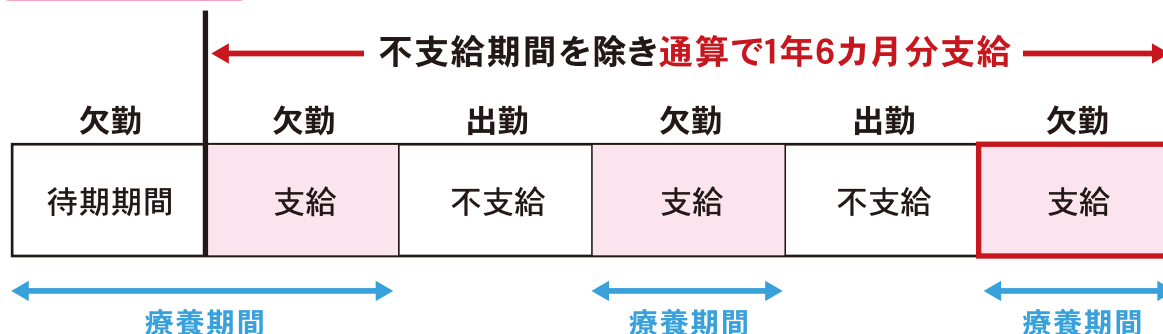 不支給期間を除き通算で1年6カ月分支給
欠勤 欠勤 出勤 欠勤 出勤 欠勤
待期期間 支給 不支給 支給 不支給 支給
療養期間 療養期間 療養期間